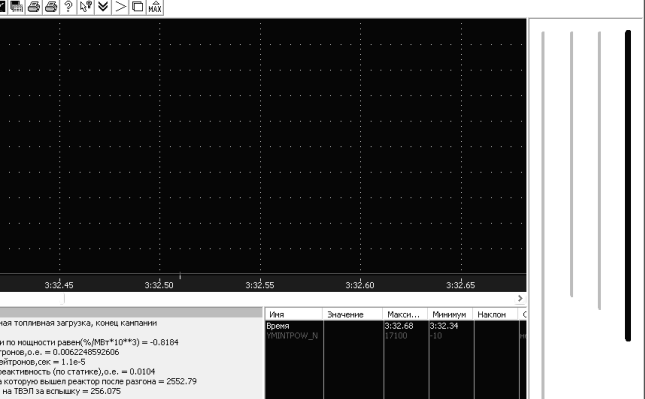 MAX
3:32.45 3:32.50 3:32.55 3:32.60 3:32.65
ная топливная загрузка, конец кампании
и по мощности равен(%/МВт*10**3) = -0.8184
тронов,о.е. = 0.0062248592606
ейтронов,сек = 1.1e-5
реактивность (по статике),о.е. = 0.0104
а которую вышел реактор после разгона = 2552.79
на ТВЭЛ за вспышку = 256.075
Имя Значение Макси... Минимум Наклон
Время 3:32.68 3:32.34
YMINTPOW_N 17100 -10